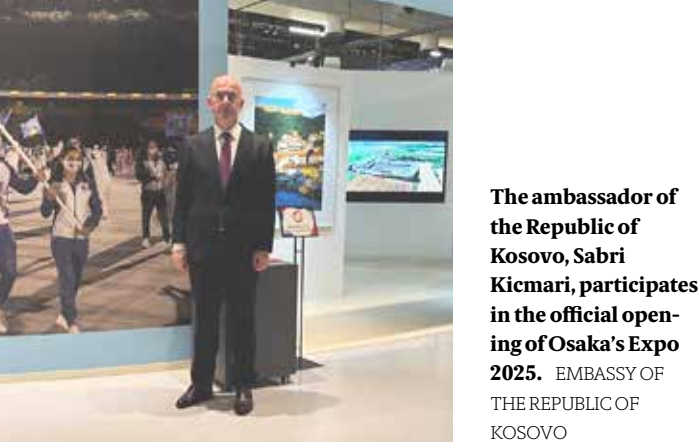 The ambassador of
the Republic of
Kosovo, Sabri
Kicmari, participates
in the official open-
ing of Osaka’s Expo
2025. EMBASSY OF
THE REPUBLIC OF
KOSOVO